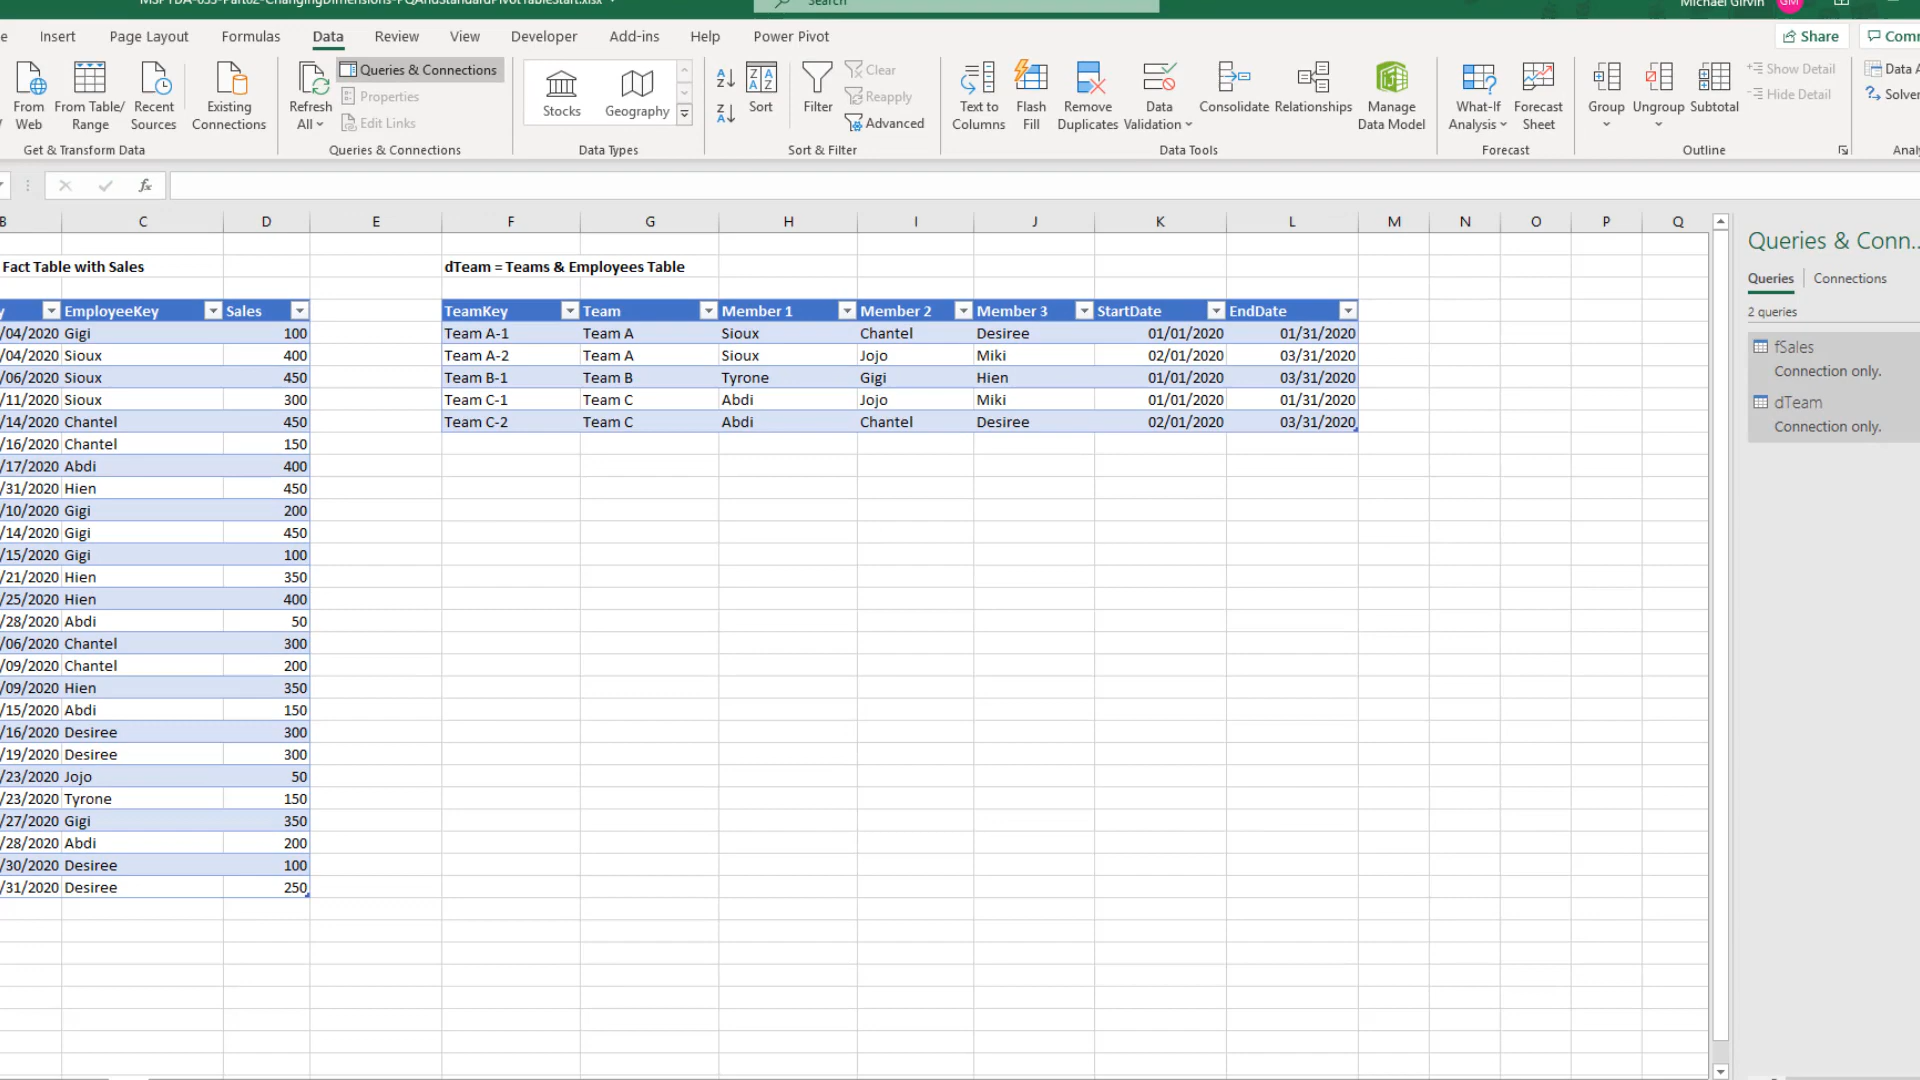 MSPTDA-035-Part02-ChangingDimensions-PQAndStandardPivotTableStart.xlsx
Search
Michael Girvin
GM
Insert
Page Layout
Formulas
Data
Review
View
Developer
Add-ins
Help
Power Pivot
Share
Comm
From Web
From Table/ Range
Recent Sources
Existing Connections
Get & Transform Data
Refresh All
Queries & Connections
Properties
Edit Links
Queries & Connections
Stocks
Geography
Data Types
Sort
Filter
Clear
Reapply
Advanced
Sort & Filter
Text to Columns
Flash Fill
Remove Duplicates
Data Validation
Consolidate
Relationships
Manage Data Model
Data Tools
What-If Analysis
Forecast Sheet
Forecast
Group
Ungroup
Subtotal
Show Detail
Hide Detail
Outline
Data A
Solver
Analy
fx
B C D E F G H I J K L M N O P Q
Fact Table with Sales
dTeam = Teams & Employees Table
y EmployeeKey Sales
/04/2020 Gigi 100
/04/2020 Sioux 400
/06/2020 Sioux 450
/11/2020 Sioux 300
/14/2020 Chantel 450
/16/2020 Chantel 150
/17/2020 Abdi 400
/31/2020 Hien 450
/10/2020 Gigi 200
/14/2020 Gigi 450
/15/2020 Gigi 100
/21/2020 Hien 350
/25/2020 Hien 400
/28/2020 Abdi 50
/06/2020 Chantel 300
/09/2020 Chantel 200
/09/2020 Hien 350
/15/2020 Abdi 150
/16/2020 Desiree 300
/19/2020 Desiree 300
/23/2020 Jojo 50
/23/2020 Tyrone 150
/27/2020 Gigi 350
/28/2020 Abdi 200
/30/2020 Desiree 100
/31/2020 Desiree 250
TeamKey Team Member 1 Member 2 Member 3 StartDate EndDate
Team A-1 Team A Sioux Chantel Desiree 01/01/2020 01/31/2020
Team A-2 Team A Sioux Jojo Miki 02/01/2020 03/31/2020
Team B-1 Team B Tyrone Gigi Hien 01/01/2020 03/31/2020
Team C-1 Team C Abdi Jojo Miki 01/01/2020 01/31/2020
Team C-2 Team C Abdi Chantel Desiree 02/01/2020 03/31/2020
Queries & Conn...
Queries
Connections
2 queries
fSales
Connection only.
dTeam
Connection only.